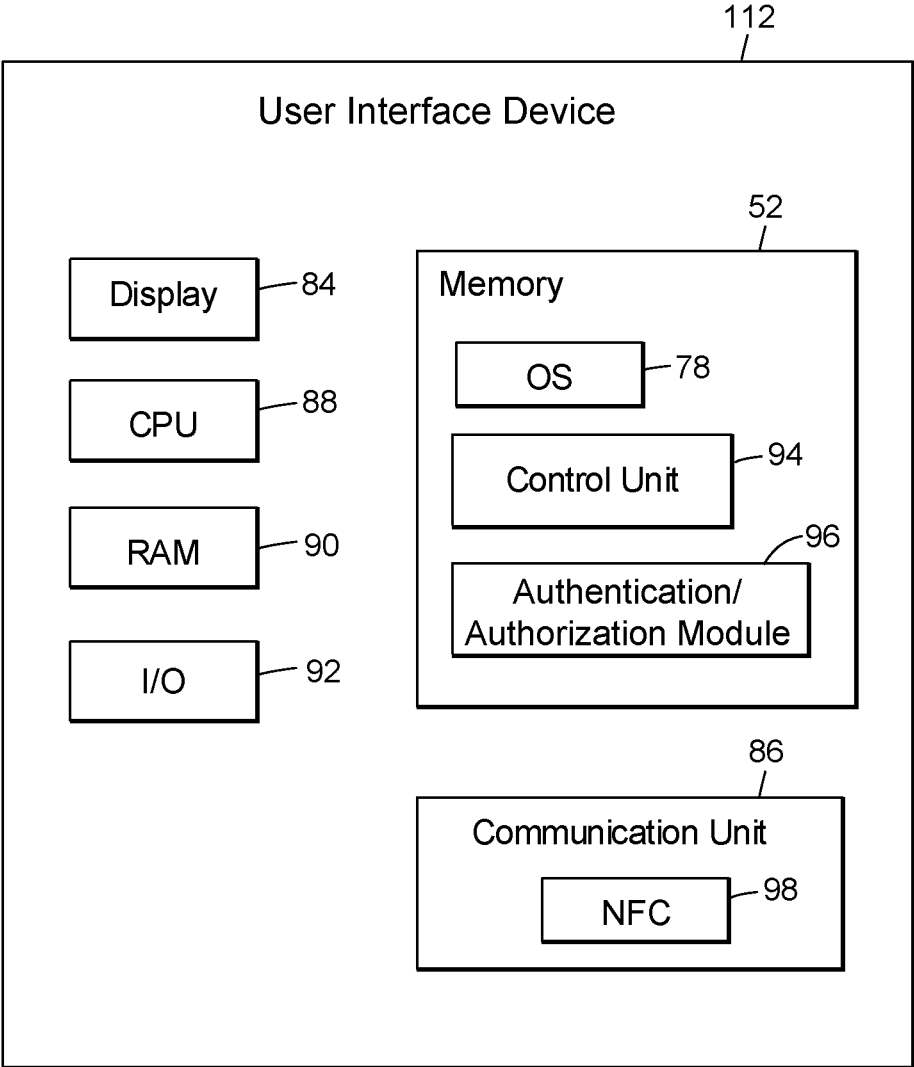 112
User Interface Device
52
Display
84
Memory
OS
78
CPU
88
Control Unit
94
RAM
90
96
Authentication/
Authorization Module
I/O
92
86
Communication Unit
NFC
98